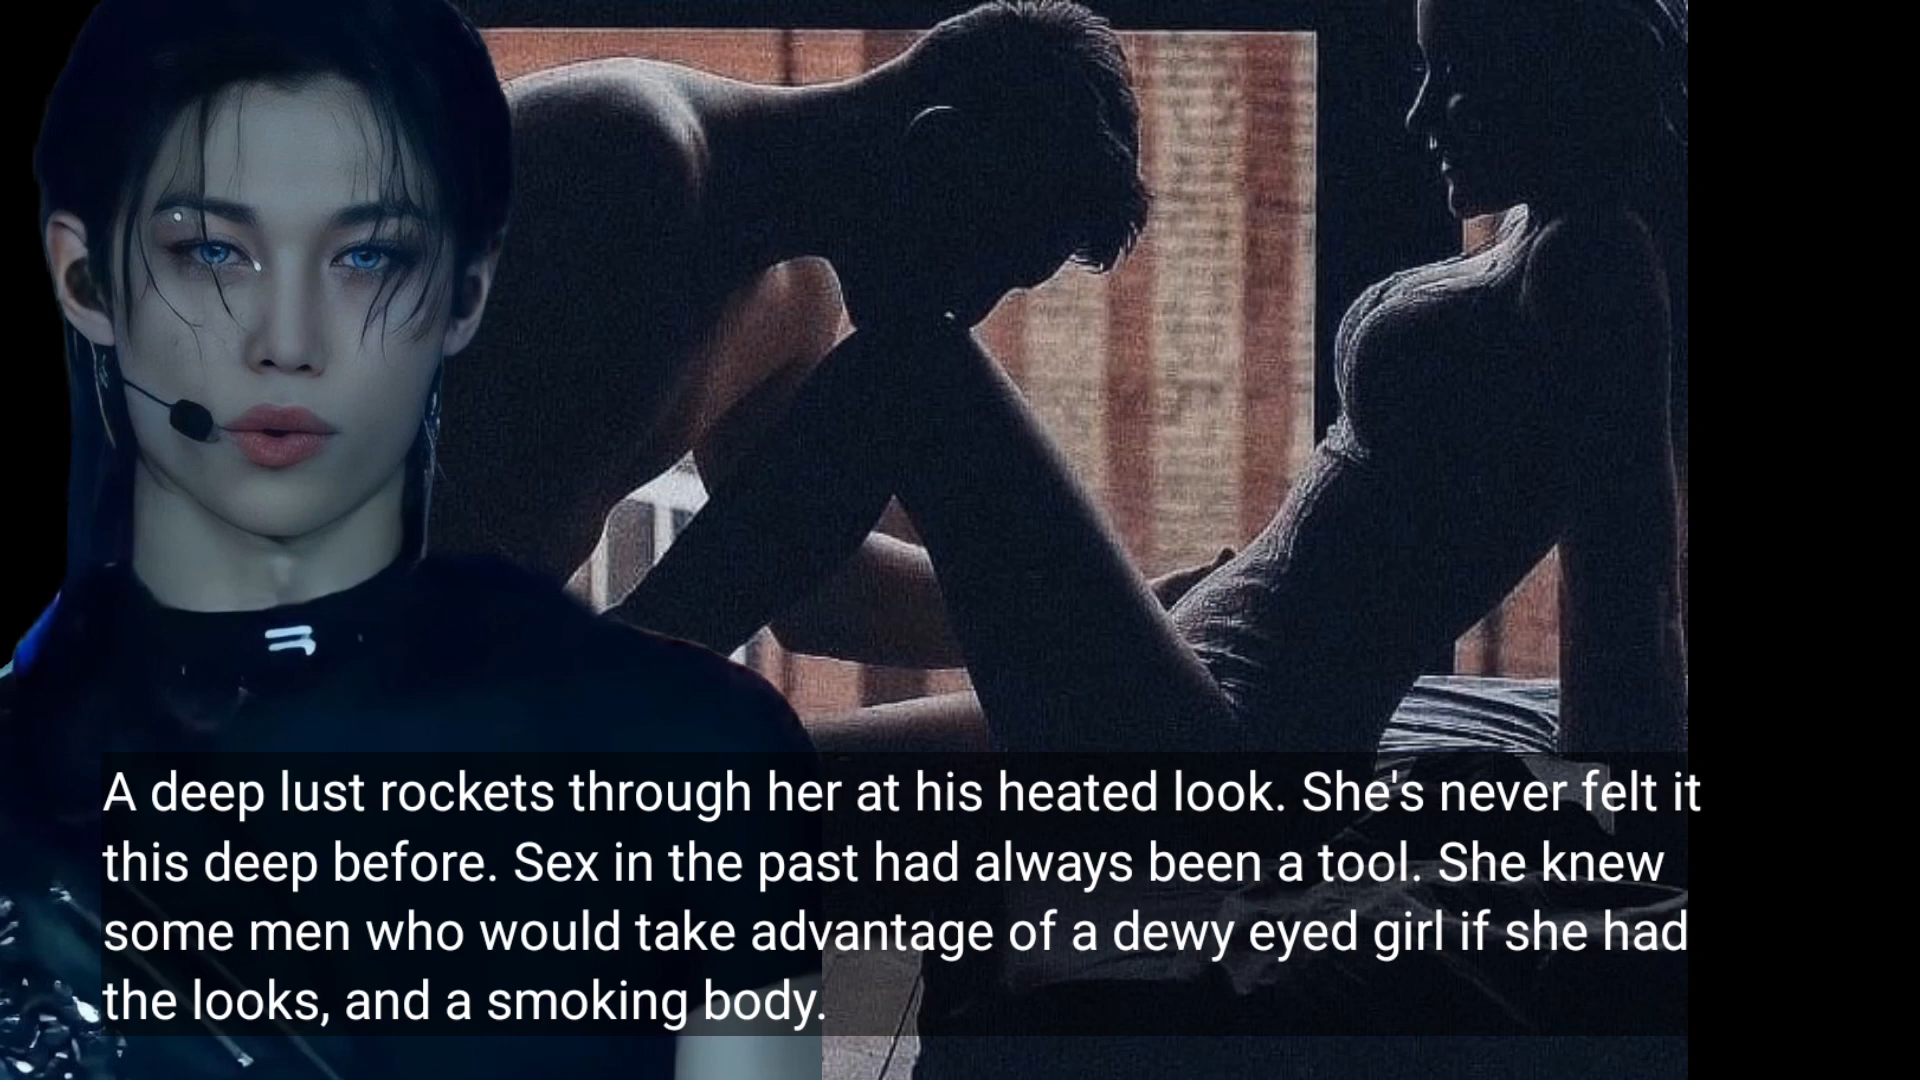 A deep lust rockets through her at his heated look. She's never felt it
this deep before. Sex in the past had always been a tool. She knew
some men who would take advantage of a dewy eyed girl if she had
the looks, and a smoking body.